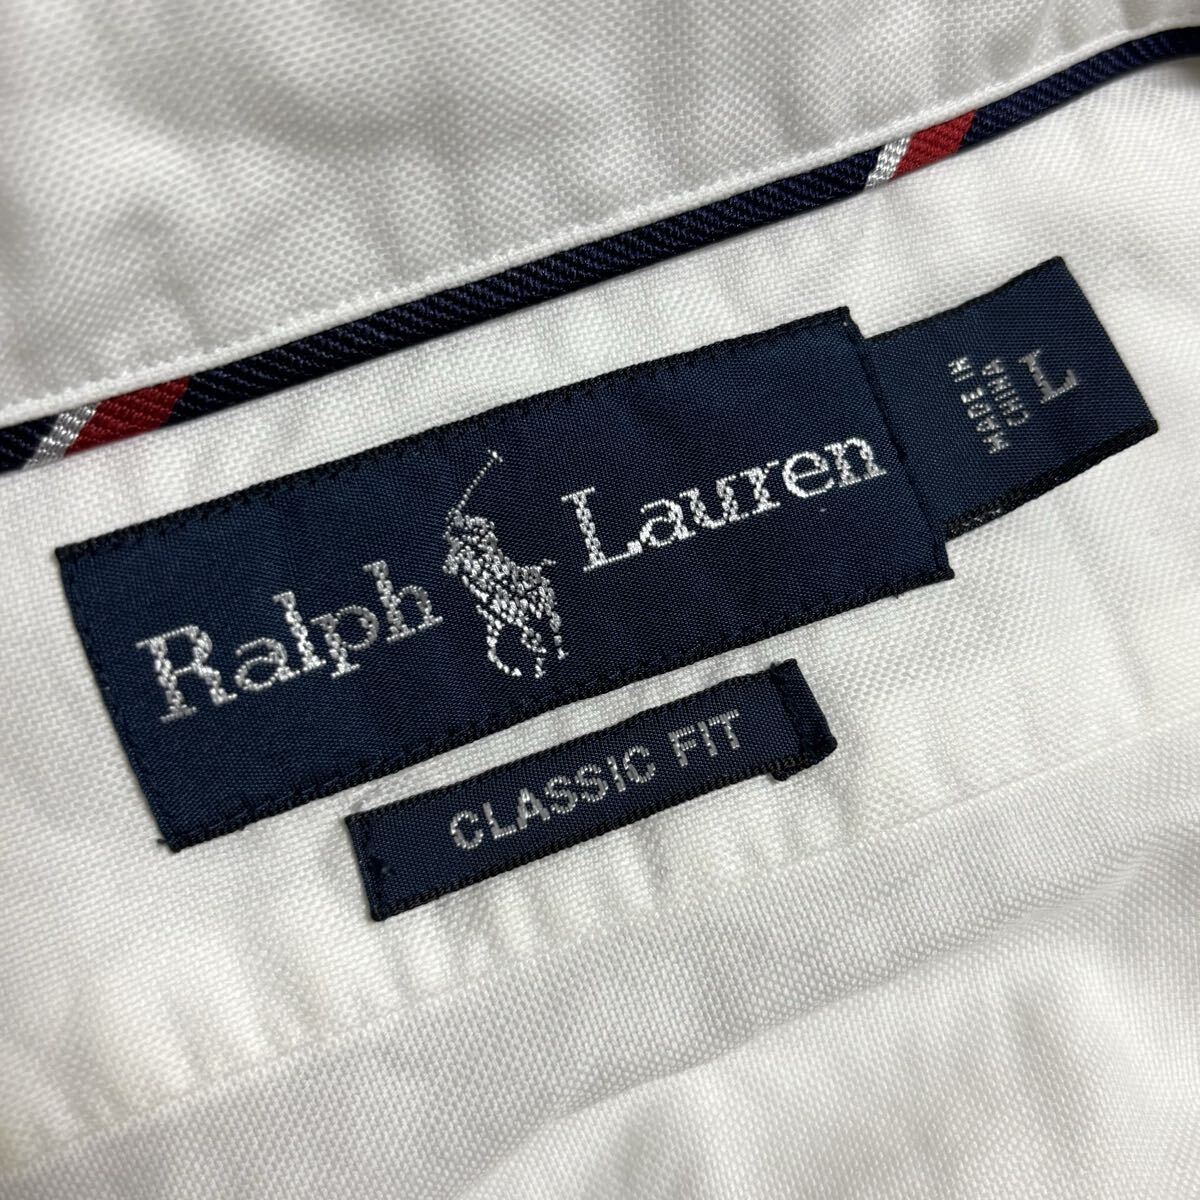 Ralph Lauren
MADE IN
CHINA
L
CLASSIC FIT